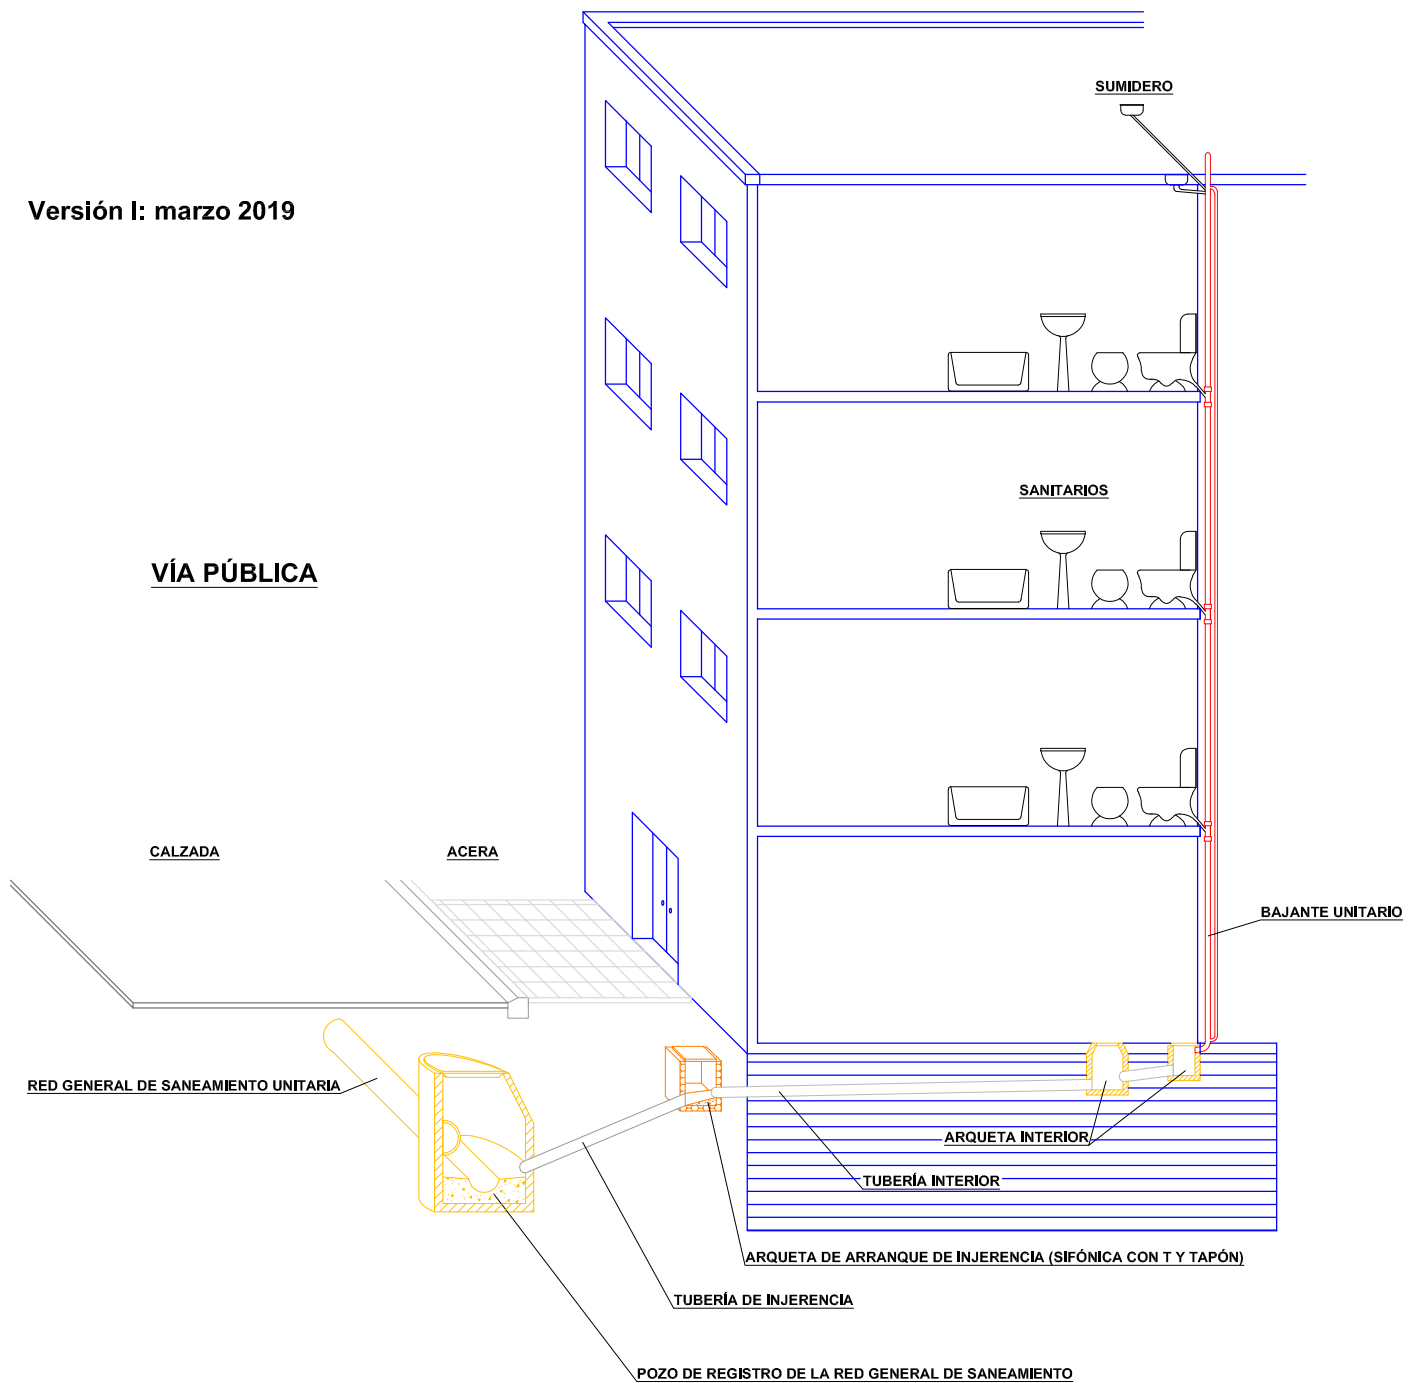 SUMIDERO
Versión I: marzo 2019
SANITARIOS
VÍA PÚBLICA
CALZADA
ACERA
BAJANTE UNITARIO
RED GENERAL DE SANEAMIENTO UNITARIA
ARQUETA INTERIOR
TUBERÍA INTERIOR
ARQUETA DE ARRANQUE DE INJERENCIA (SIFÓNICA CON T Y TAPÓN)
TUBERÍA DE INJERENCIA
POZO DE REGISTRO DE LA RED GENERAL DE SANEAMIENTO